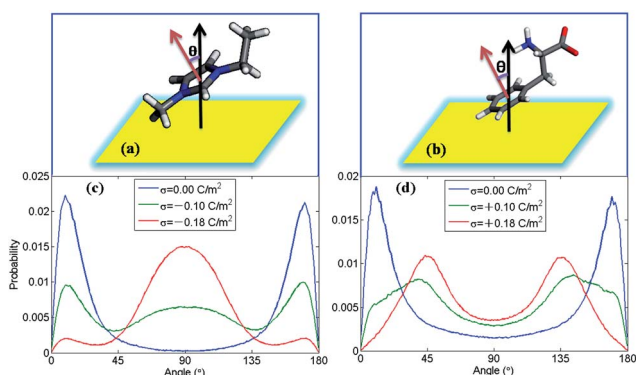 θ
(a)
θ
(b)
(c)
σ=0.00 C/m²
σ=−0.10 C/m²
σ=−0.18 C/m²
0.025
0.02
0.015
0.01
0.005
0
Probability
0 45 90 135 180
Angle (°)
(d)
σ=0.00 C/m²
σ=+0.10 C/m²
σ=+0.18 C/m²
0.02
0.015
0.01
0.005
0
0 45 90 135 180
Angle (°)